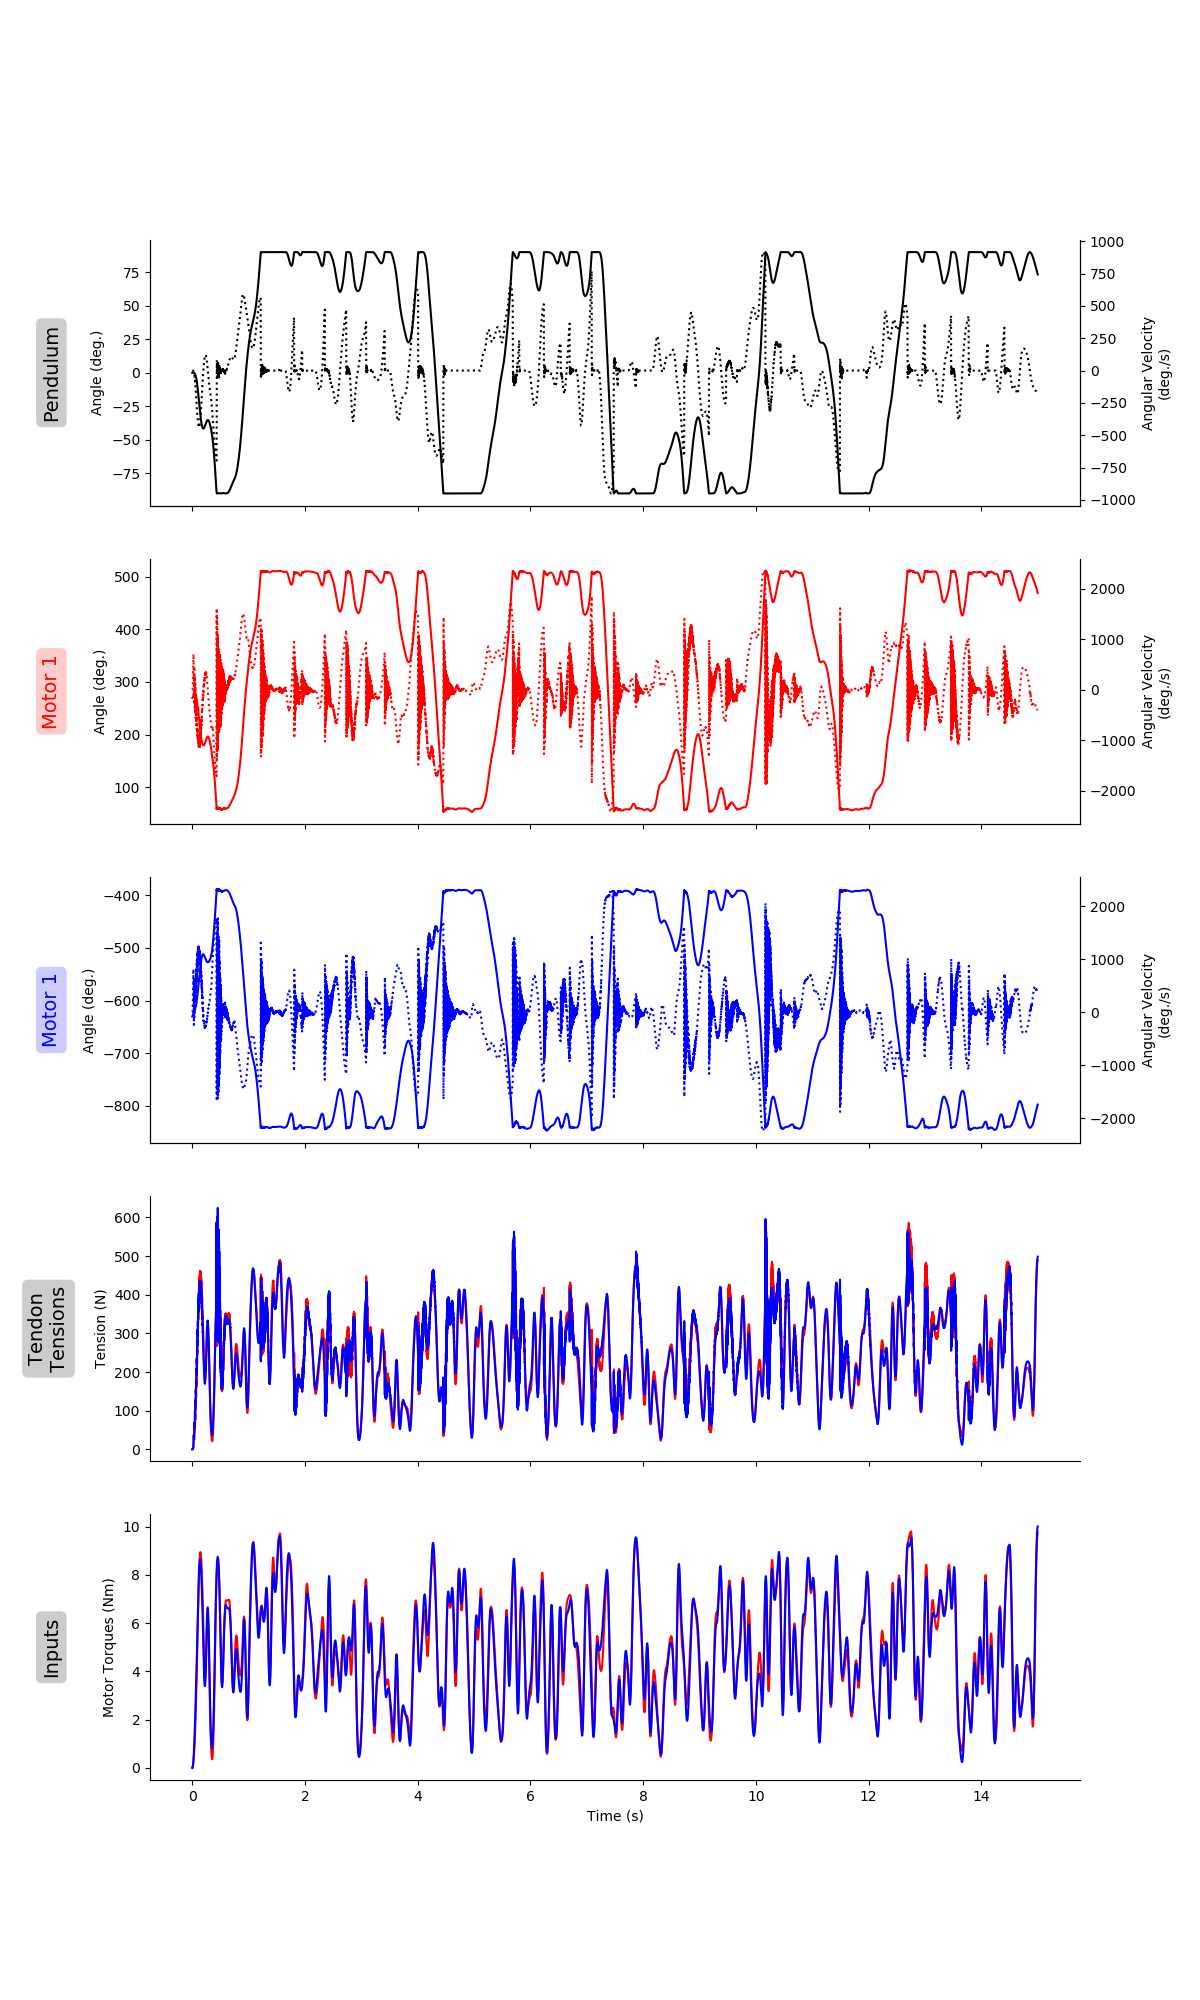 Pendulum
Angle (deg.)
75
50
25
0
−25
−50
−75
1000
750
500
250
0
−250
−500
−750
−1000
Angular Velocity
(deg./s)
Motor 1
Angle (deg.)
500
400
300
200
100
2000
1000
0
−1000
−2000
Angular Velocity
(deg./s)
Motor 1
Angle (deg.)
−400
−500
−600
−700
−800
2000
1000
0
−1000
−2000
Angular Velocity
(deg./s)
Tendon
Tensions
Tension (N)
600
500
400
300
200
100
0
Inputs
Motor Torques (Nm)
10
8
6
4
2
0
0 2 4 6 8 10 12 14
Time (s)